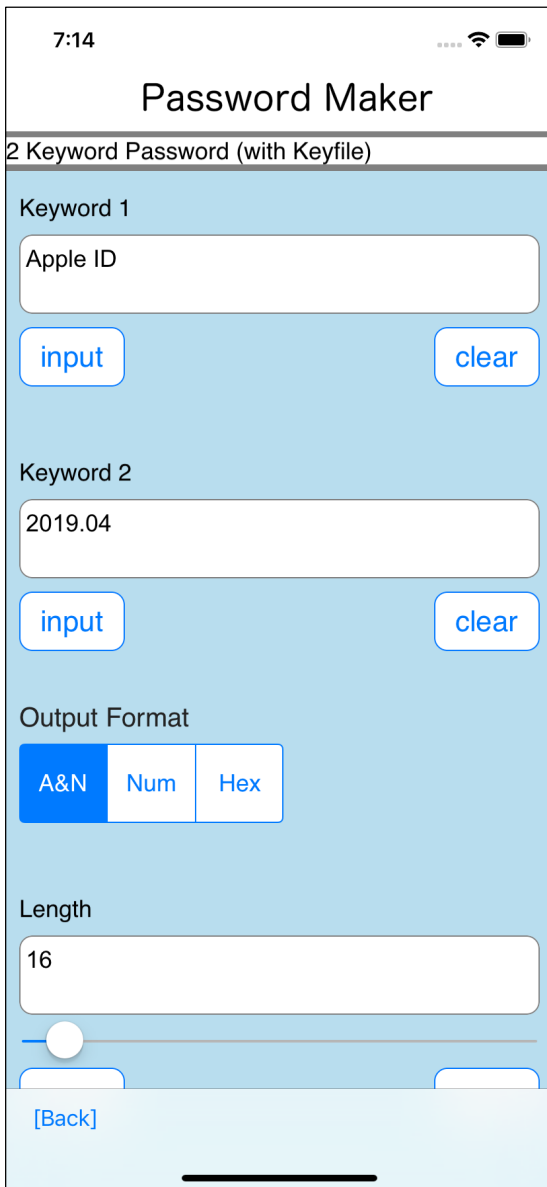 7:14
Password Maker
2 Keyword Password (with Keyfile)
Keyword 1
Apple ID
input clear
Keyword 2
2019.04
input clear
Output Format
A&N Num Hex
Length
16
[Back]